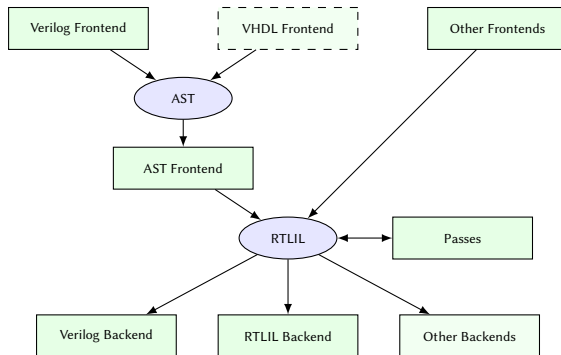 Verilog Frontend
VHDL Frontend
Other Frontends
AST
AST Frontend
RTLIL
Passes
Verilog Backend
RTLIL Backend
Other Backends